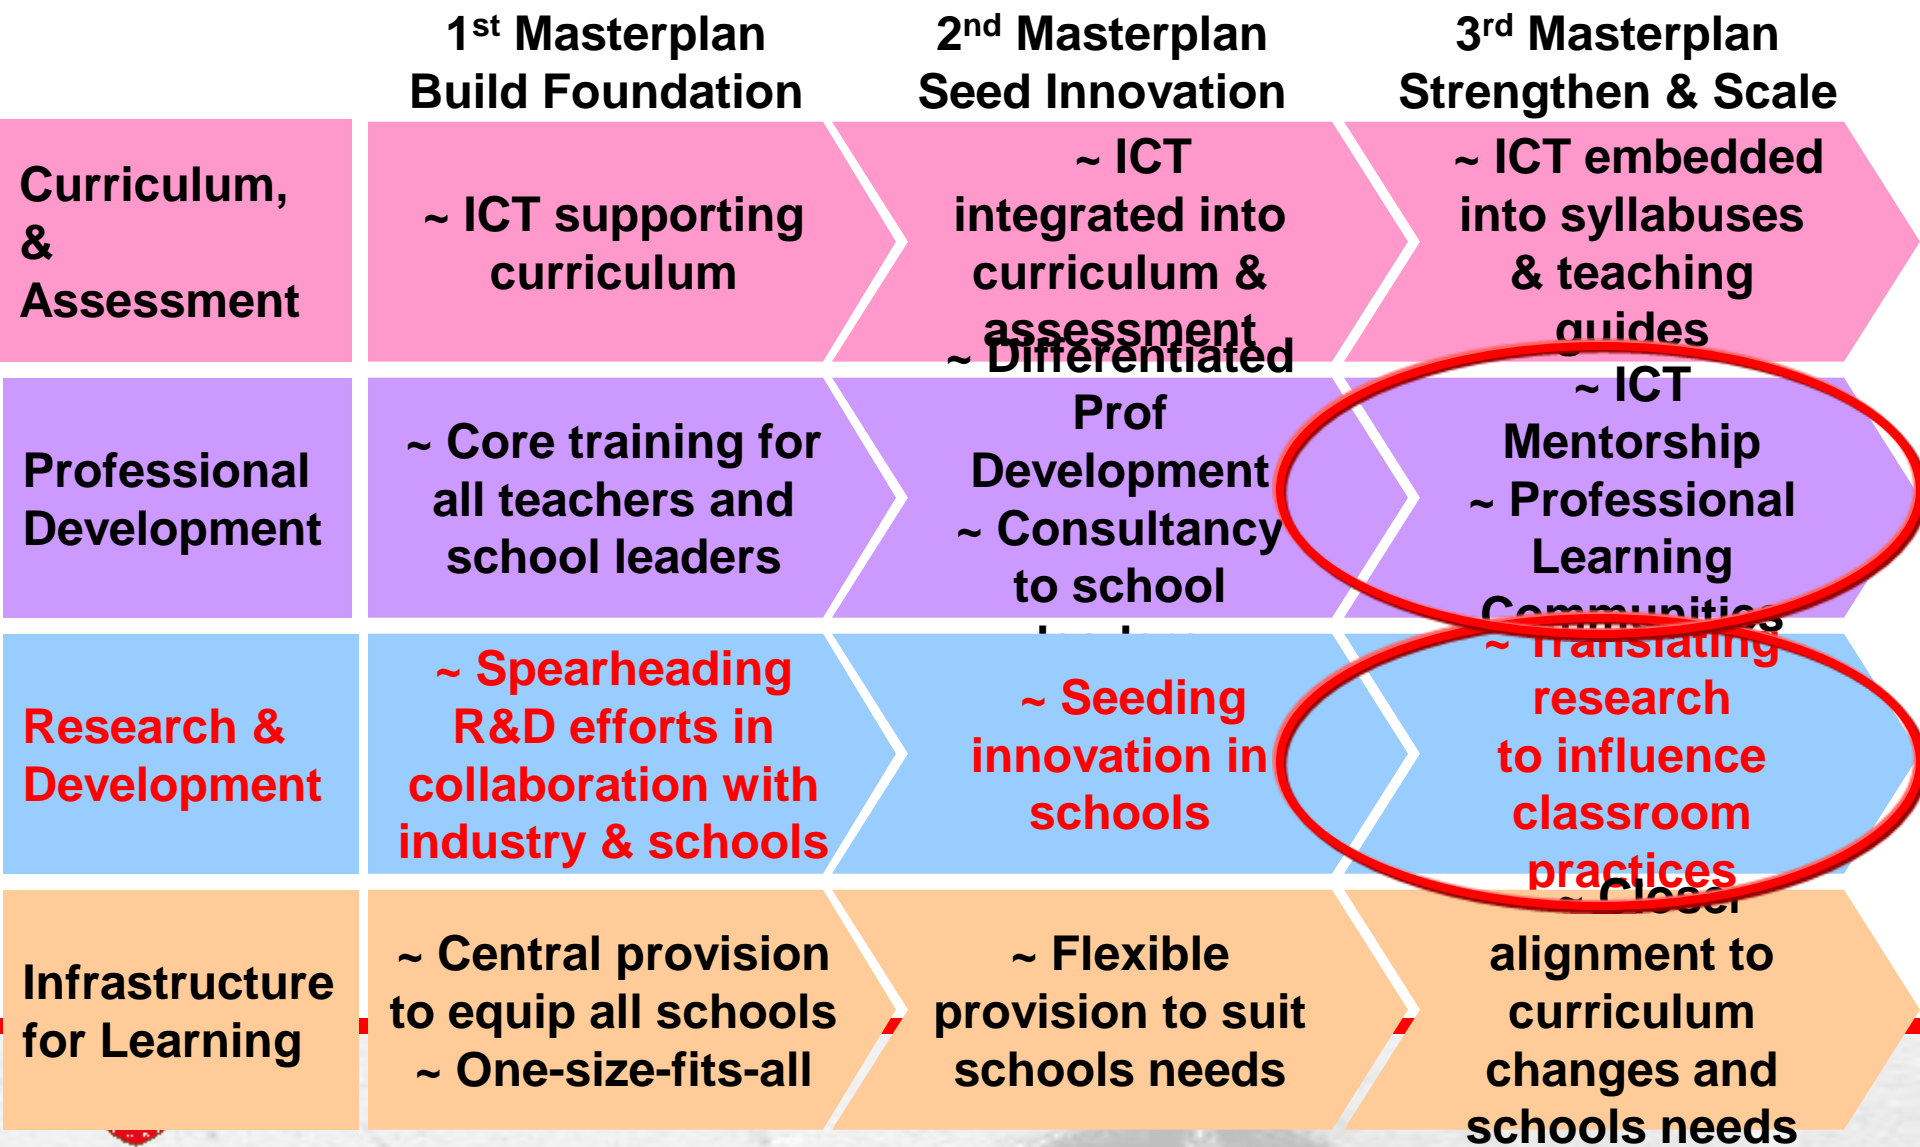 1st Masterplan
Build Foundation
2nd Masterplan
Seed Innovation
3rd Masterplan
Strengthen & Scale
Curriculum,
&
Assessment
~ ICT supporting
curriculum
~ ICT
integrated into
curriculum &
assessment
~ ICT embedded
into syllabuses
& teaching
guides
Professional
Development
~ Core training for
all teachers and
school leaders
~ Differentiated
Prof
Development
~ Consultancy
to school
~ ICT
Mentorship
~ Professional
Learning
Communities
Research &
Development
~ Spearheading
R&D efforts in
collaboration with
industry & schools
~ Seeding
innovation in
schools
~ Translating
research
to influence
classroom
practices
Infrastructure
for Learning
~ Central provision
to equip all schools
~ One-size-fits-all
~ Flexible
provision to suit
schools needs
~ Closer
alignment to
curriculum
changes and
schools needs